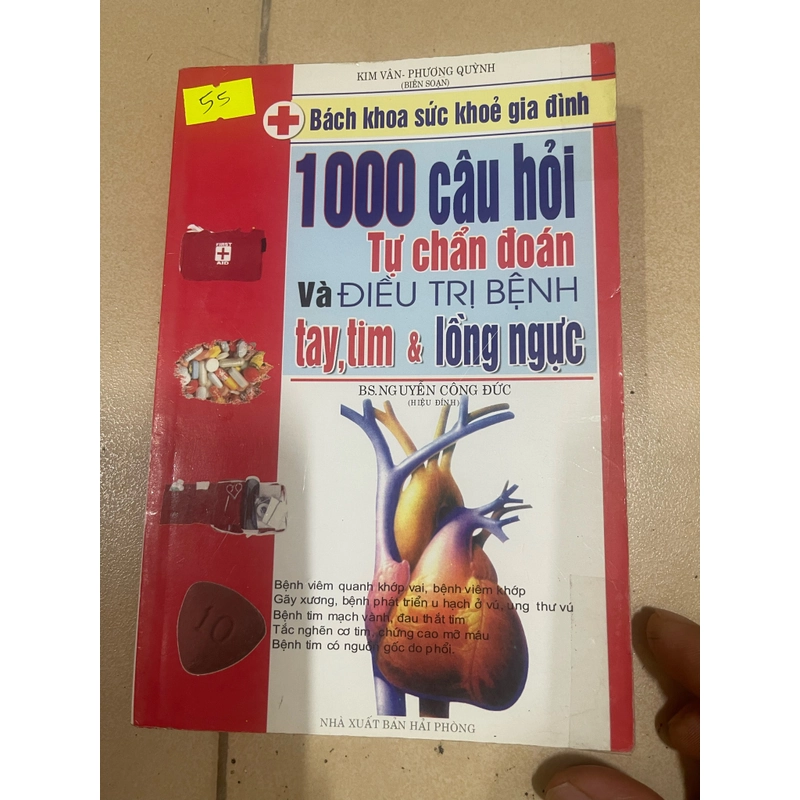 55
KIM VÂN- PHƯƠNG QUỲNH
(BIÊN SOẠN)
Bách khoa sức khoẻ gia đình
1000 câu hỏi
Tự chẩn đoán
Và ĐIỀU TRỊ BỆNH
tay, tim & lồng ngực
BS.NGUYỄN CÔNG ĐỨC
(HIỆU ĐÍNH)
FIRST
AID
10
Bệnh viêm quanh khớp vai, bệnh viêm khớp
Gãy xương, bệnh phát triển u hạch ở vú, ung thư vú
Bệnh tim mạch vành, đau thắt tim
Tắc nghẽn cơ tim, chứng cao mỡ máu
Bệnh tim có nguồn gốc do phổi.
NHÀ XUẤT BẢN HẢI PHÒNG